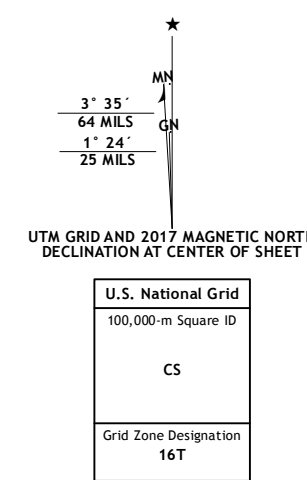 ★
MN
3° 35´
64 MILS
GN
1° 24´
25 MILS
UTM GRID AND 2017 MAGNETIC NORT
DECLINATION AT CENTER OF SHEET
U.S. National Grid
100,000-m Square ID
CS
Grid Zone Designation
16T